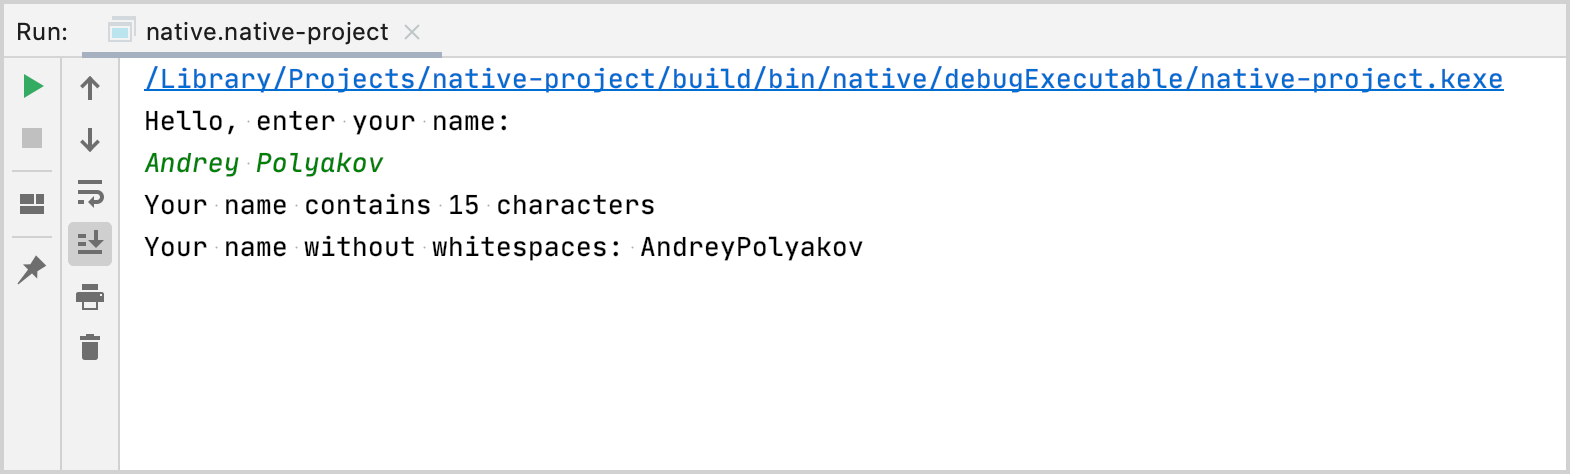 Run: native.native-project
/Library/Projects/native-project/build/bin/native/debugExecutable/native-project.kexe
Hello, enter your name:
Andrey Polyakov
Your name contains 15 characters
Your name without whitespaces: AndreyPolyakov